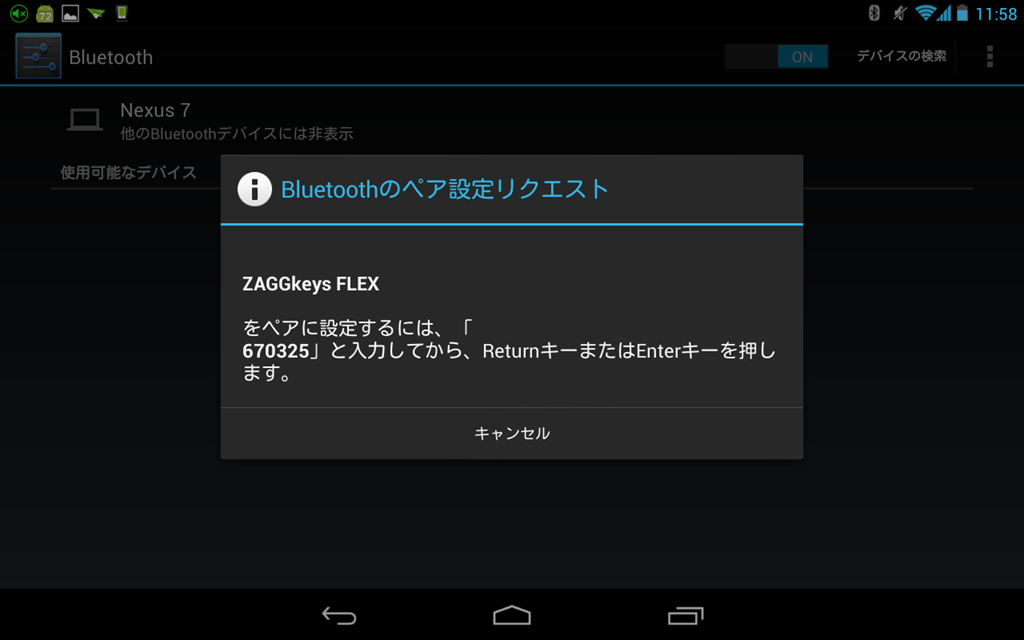 72
11:58
Bluetooth
ON
デバイスの検索
Nexus 7
他のBluetoothデバイスには非表示
使用可能なデバイス
Bluetoothのペア設定リクエスト
ZAGGkeys FLEX
をペアに設定するには、「
670325」と入力してから、ReturnキーまたはEnterキーを押し
ます。
キャンセル